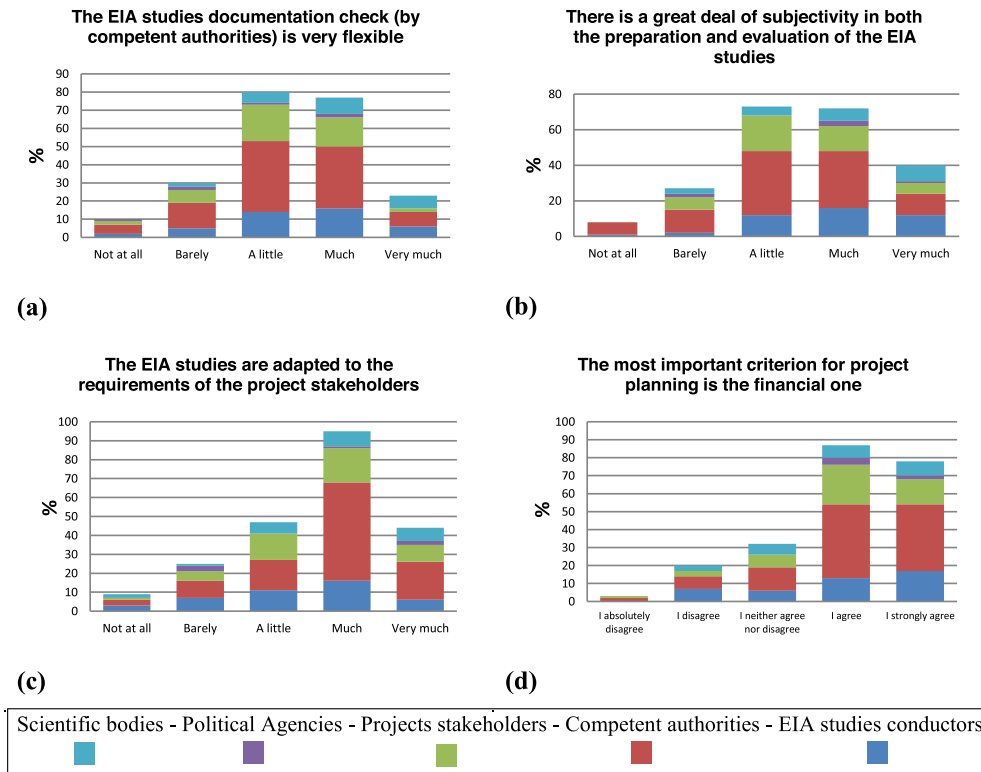 The EIA studies documentation check (by
competent authorities) is very flexible
90
80
70
60
50
40
30
20
10
0
%
Not at all Barely A little Much Very much
(a)
There is a great deal of subjectivity in both
the preparation and evaluation of the EIA
studies
80
60
40
20
0
%
Not at all Barely A little Much Very much
(b)
The EIA studies are adapted to the
requirements of the project stakeholders
100
90
80
70
60
50
40
30
20
10
0
%
Not at all Barely A little Much Very much
(c)
The most important criterion for project
planning is the financial one
100
90
80
70
60
50
40
30
20
10
0
%
I absolutely disagree I disagree I neither agree nor disagree I agree I strongly agree
(d)
Scientific bodies - Political Agencies - Projects stakeholders - Competent authorities - EIA studies conductors